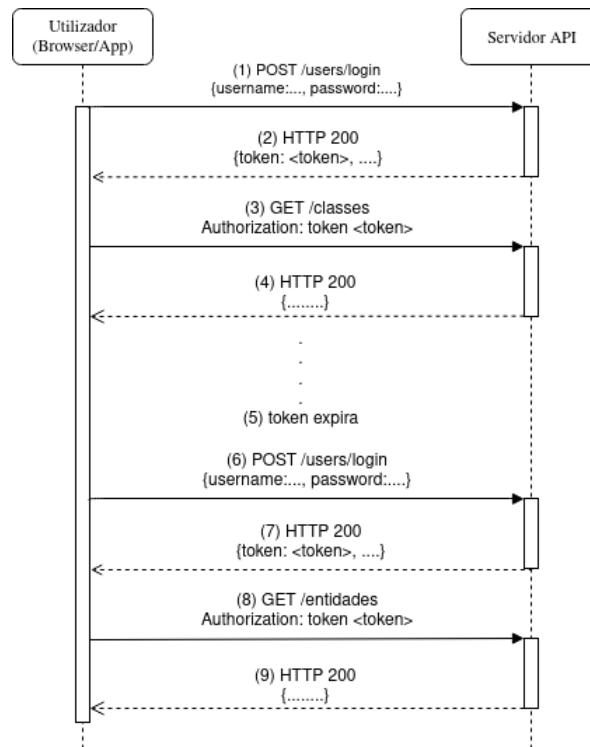 Utilizador
(Browser/App)
Servidor API
(1) POST /users/login
{username:..., password:....}
(2) HTTP 200
{token: <token>, ....}
(3) GET /classes
Authorization: token <token>
(4) HTTP 200
{........}
.
.
.
.
(5) token expira
(6) POST /users/login
{username:..., password:....}
(7) HTTP 200
{token: <token>, ....}
(8) GET /entidades
Authorization: token <token>
(9) HTTP 200
{........}